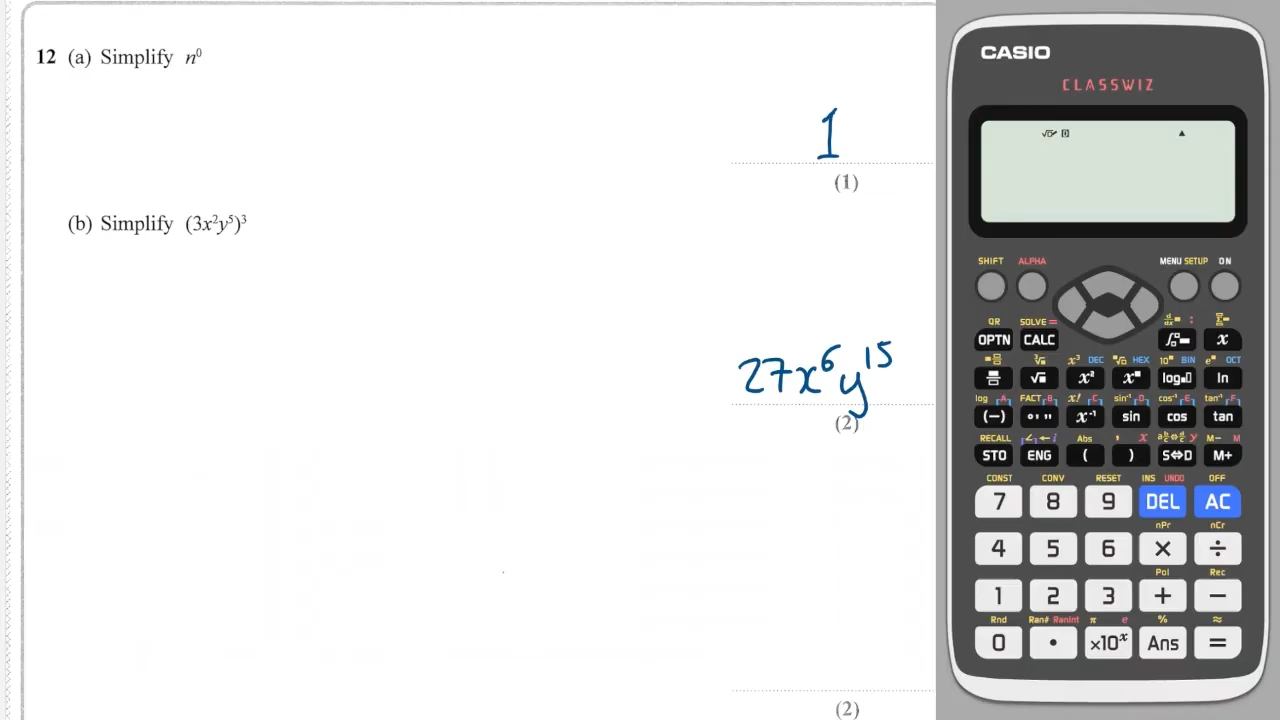 12 (a) Simplify n⁰
1
(1)
(b) Simplify (3x²y⁵)³
27x⁶y¹⁵
(2)
(2)
CASIO
CLASSWIZ
SHIFT ALPHA MENU SETUP ON
QR SOLVE =
OPTN CALC x
x³ DEC HEX 10■ BIN e■ OCT
√■ x² x■ log■□ ln
log A FACT B x! C sin⁻¹ D cos⁻¹ E tan⁻¹ F
(−) ° ’ ” x⁻¹ sin cos tan
RECALL ∠ ← i Abs , x y M− M
STO ENG ( ) S⇔D M+
CONST CONV RESET INS UNDO OFF
7 8 9 DEL AC
nPr nCr
4 5 6 × ÷
Pol Rec
1 2 3 + −
Rnd Ran# RanInt π e % ≈
0 • ×10ˣ Ans =